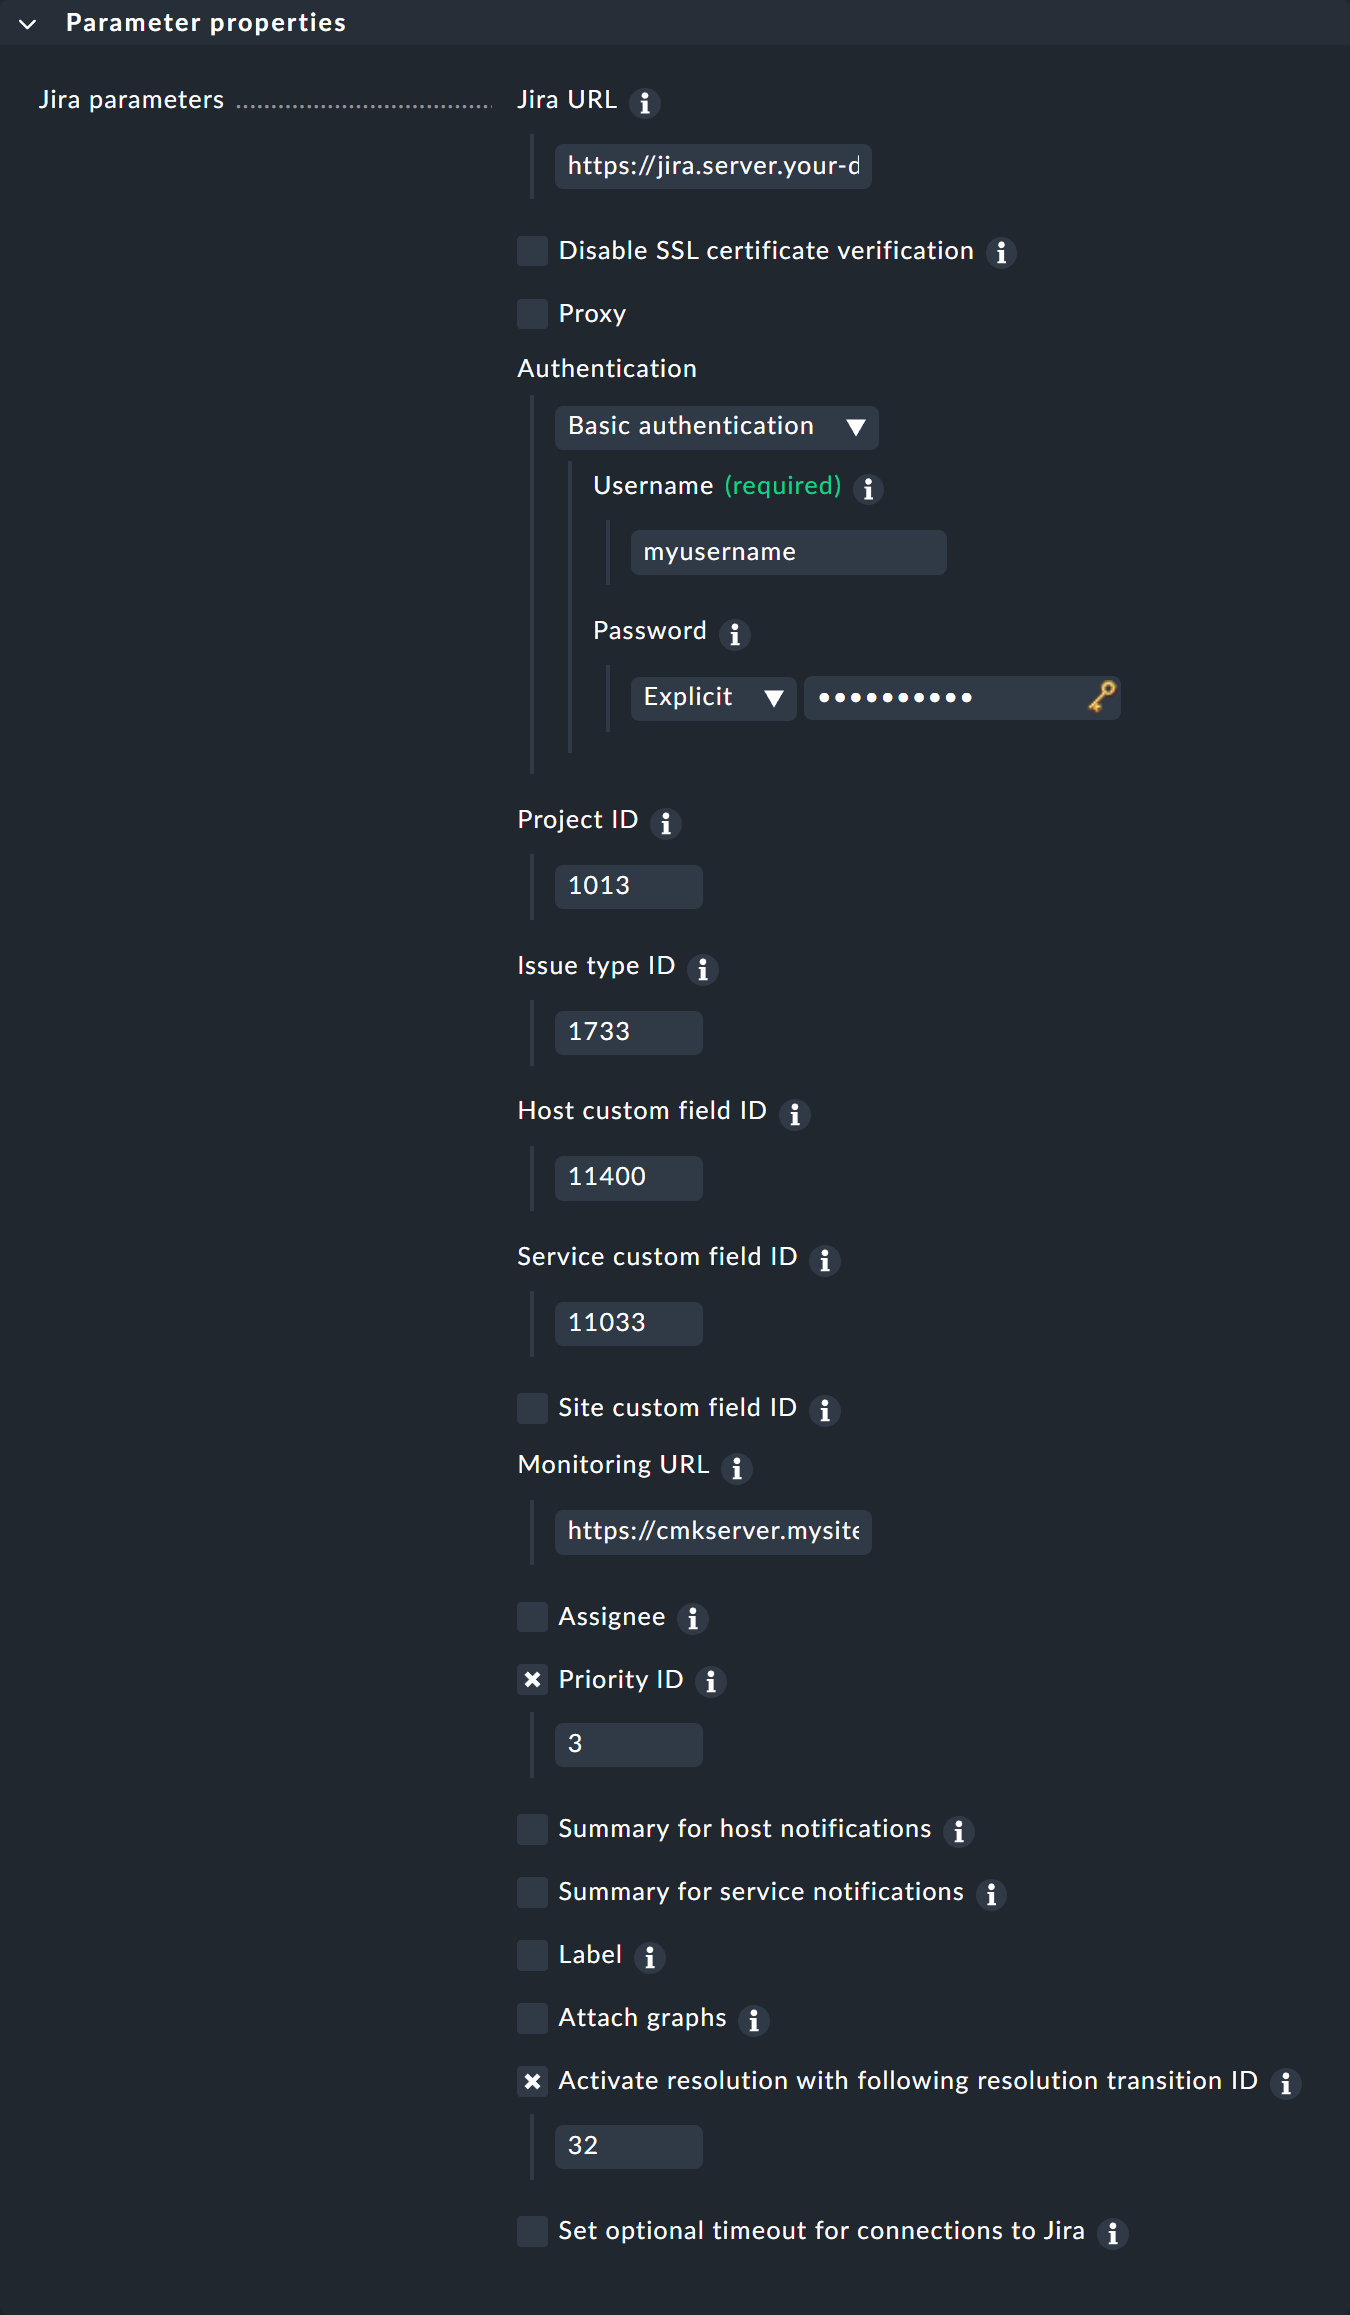 Parameter properties
Jira parameters
Jira URL
https://jira.server.your-d
Disable SSL certificate verification
Proxy
Authentication
Basic authentication
Username (required)
myusername
Password
Explicit ●●●●●●●●●●
Project ID
1013
Issue type ID
1733
Host custom field ID
11400
Service custom field ID
11033
Site custom field ID
Monitoring URL
https://cmkserver.mysite
Assignee
Priority ID
3
Summary for host notifications
Summary for service notifications
Label
Attach graphs
Activate resolution with following resolution transition ID
32
Set optional timeout for connections to Jira